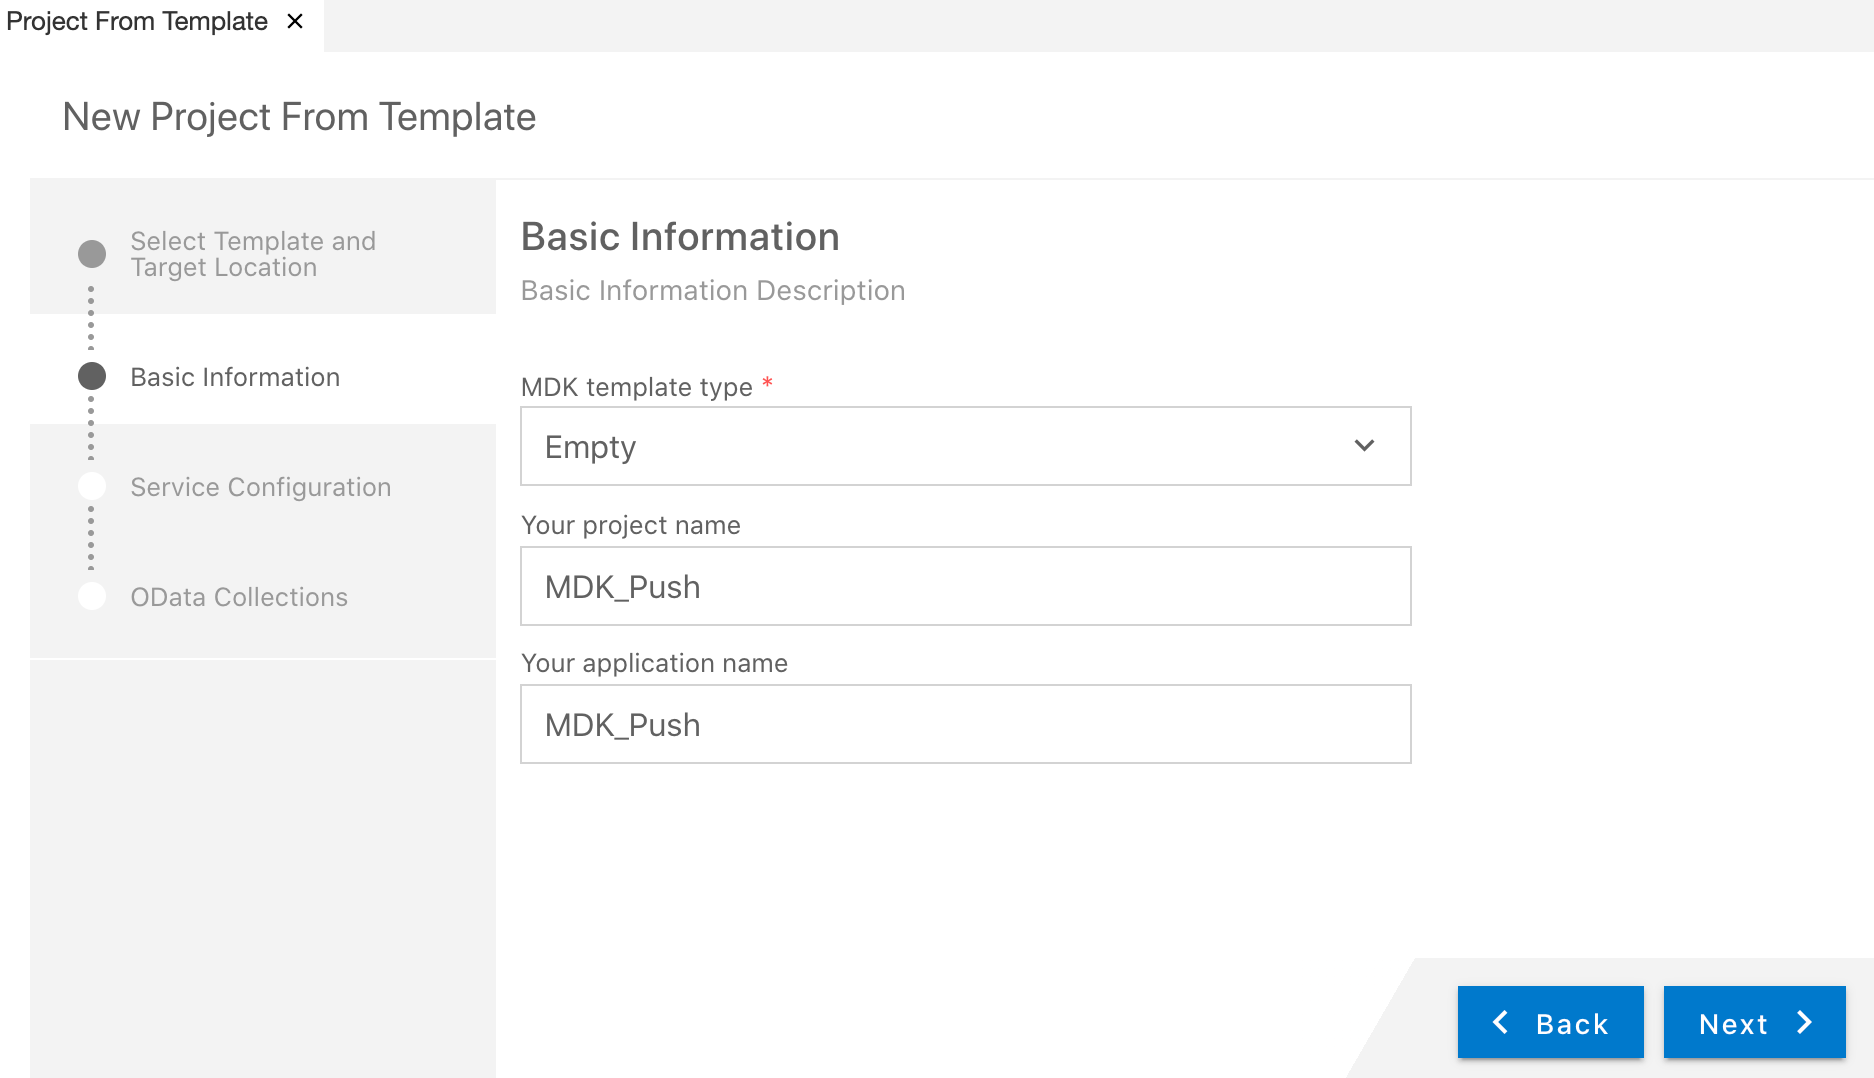 Project From Template
New Project From Template
Select Template and
Target Location
Basic Information
Service Configuration
OData Collections
Basic Information
Basic Information Description
MDK template type *
Empty
Your project name
MDK_Push
Your application name
MDK_Push
Back
Next